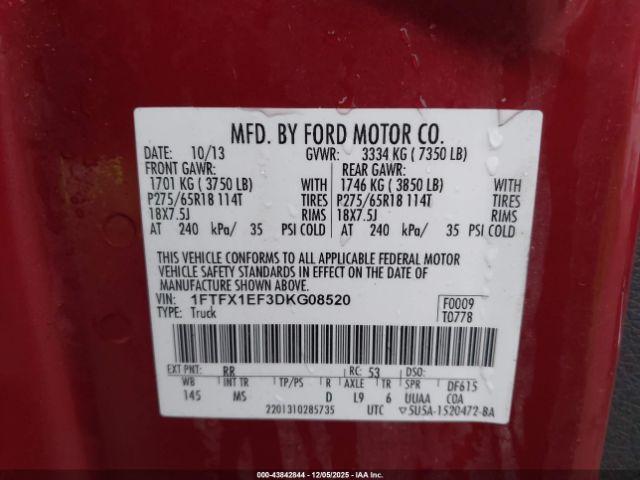 MFD. BY FORD MOTOR CO.
DATE: 10/13 GVWR: 3334 KG ( 7350 LB)
FRONT GAWR: REAR GAWR:
1701 KG ( 3750 LB) WITH 1746 KG ( 3850 LB) WITH
P275/65R18 114T TIRES P275/65R18 114T TIRES
18X7.5J RIMS 18X7.5J RIMS
AT 240 kPa/ 35 PSI COLD AT 240 kPa/ 35 PSI COLD
THIS VEHICLE CONFORMS TO ALL APPLICABLE FEDERAL MOTOR
VEHICLE SAFETY STANDARDS IN EFFECT ON THE DATE OF
MANUFACTURE SHOWN ABOVE.
VIN: 1FTFX1EF3DKG08520 F0009
TYPE: Truck T0778
EXT PNT: RR RC: 53 DSO:
WB INT TR TP/PS R AXLE TR SPR DF615
145 MS D L9 6 UUAA COA
2201310285735 UTC 5U5A-1520472-BA
000-43842844 | 12/05/2025 - IAAI.COM